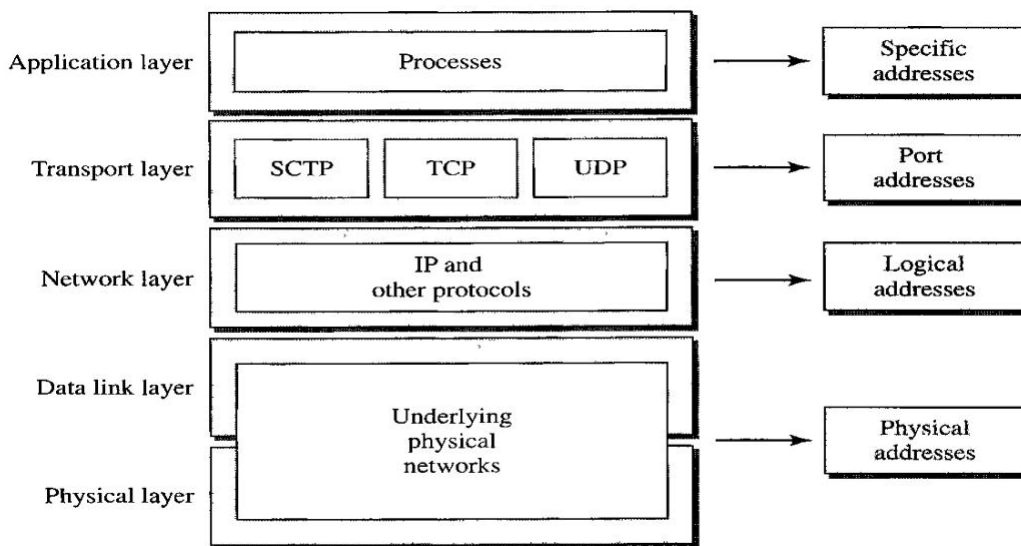 Application layer
Processes
Specific
addresses
Transport layer
SCTP
TCP
UDP
Port
addresses
Network layer
IP and
other protocols
Logical
addresses
Data link layer
Underlying
physical
networks
Physical
addresses
Physical layer